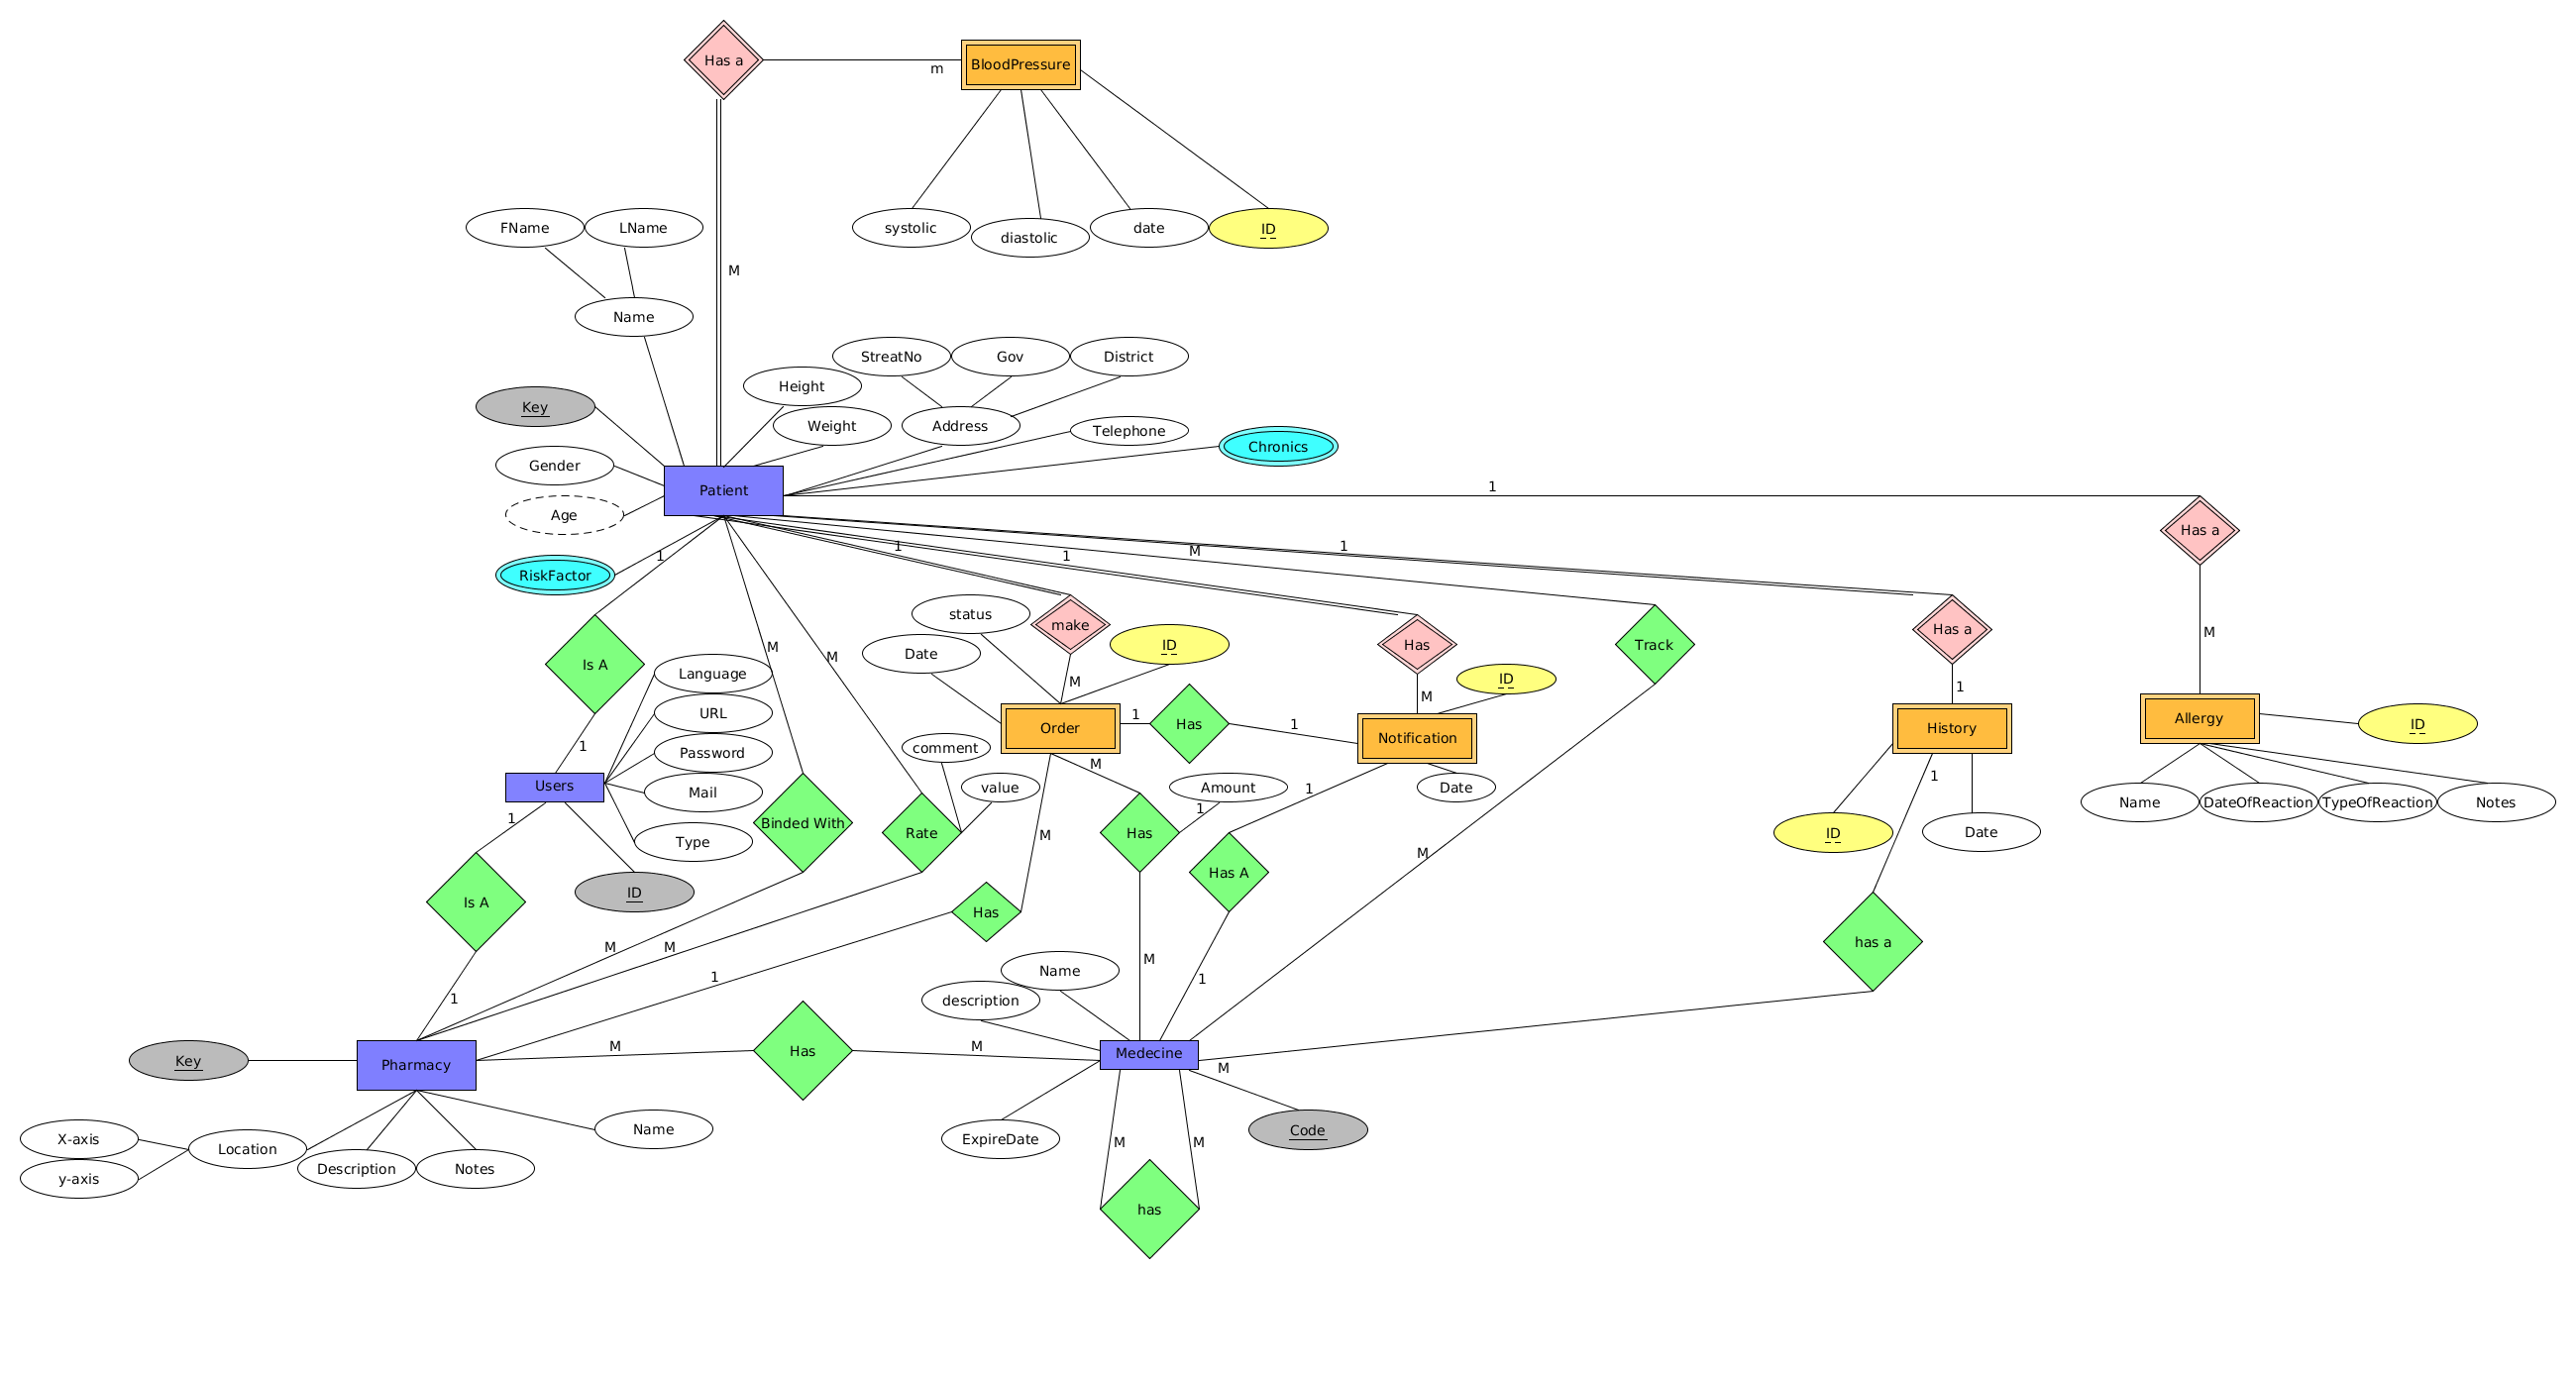 Has a
BloodPressure
m
systolic
diastolic
date
ID
FName
LName
M
Name
StreatNo
Gov
District
Height
Key
Weight
Address
Telephone
Chronics
Gender
Patient
1
Age
Has a
RiskFactor
1
1
1
M
1
status
make
ID
Has
Track
Has a
M
Date
Is A
M
M
Language
M
M
ID
1
URL
1
Has
1
Order
Notification
History
Allergy
ID
1
comment
Password
M
1
Users
Mail
value
Amount
1
Date
1
Name
DateOfReaction
TypeOfReaction
Notes
1
1
Binded With
Rate
M
Has
ID
Date
Type
M
Has A
ID
Is A
Has
has a
M
M
M
Name
1
1
1
description
M
M
Has
Medecine
Key
Pharmacy
M
Name
Code
X-axis
Location
ExpireDate
M
M
y-axis
Description
Notes
has